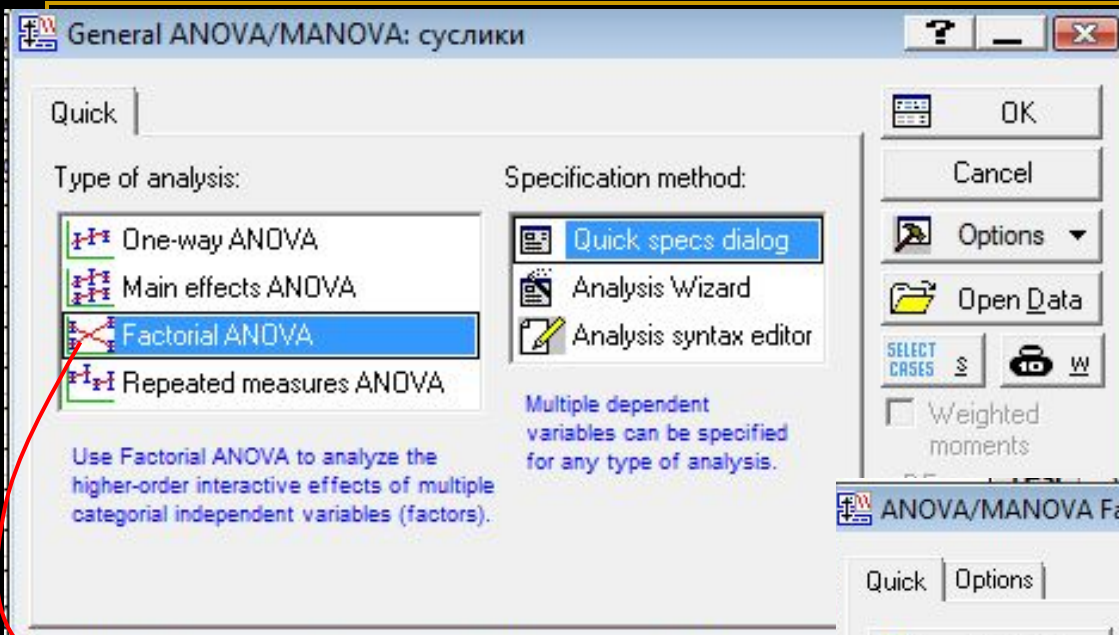 General ANOVA/MANOVA: суслики
Quick
Type of analysis:
One-way ANOVA
Main effects ANOVA
Factorial ANOVA
Repeated measures ANOVA
Use Factorial ANOVA to analyze the
higher-order interactive effects of multiple
categorial independent variables (factors).
Specification method:
Quick specs dialog
Analysis Wizard
Analysis syntax editor
Multiple dependent
variables can be specified
for any type of analysis.
OK
Cancel
Options
Open Data
SELECT
CASES
S
W
Weighted
moments
ANOVA/MANOVA Fa
Quick
Options